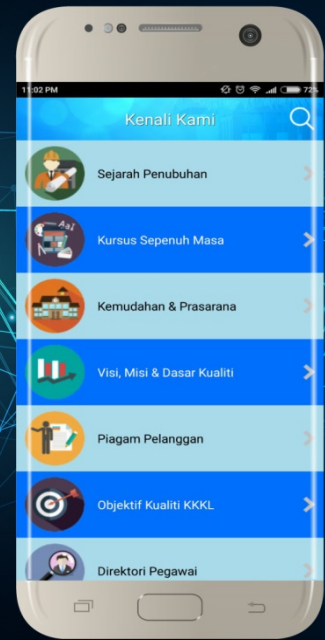 11:02 PM 72%
Kenali Kami
Sejarah Penubuhan
Aa1
Kursus Sepenuh Masa
Kemudahan & Prasarana
Visi, Misi & Dasar Kualiti
Piagam Pelanggan
Objektif Kualiti KKKL
Direktori Pegawai